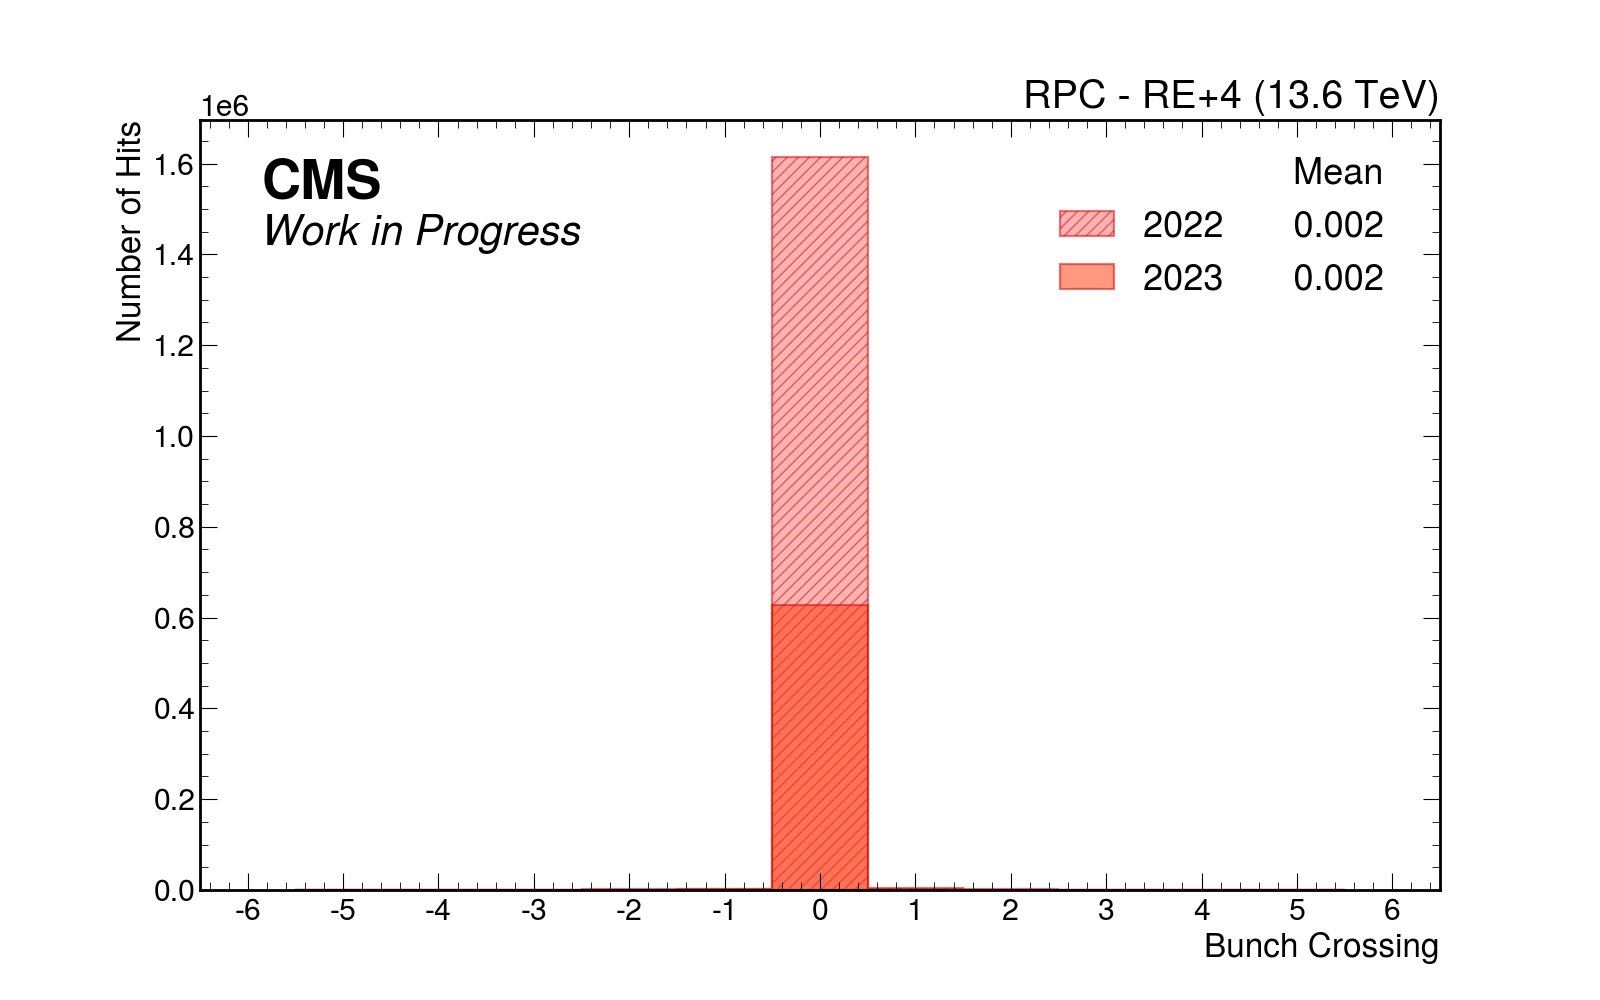 RPC - RE+4 (13.6 TeV)
1e6
Number of Hits
CMS
Work in Progress
Mean
2022 0.002
2023 0.002
1.6
1.4
1.2
1.0
0.8
0.6
0.4
0.2
0.0
-6 -5 -4 -3 -2 -1 0 1 2 3 4 5 6
Bunch Crossing